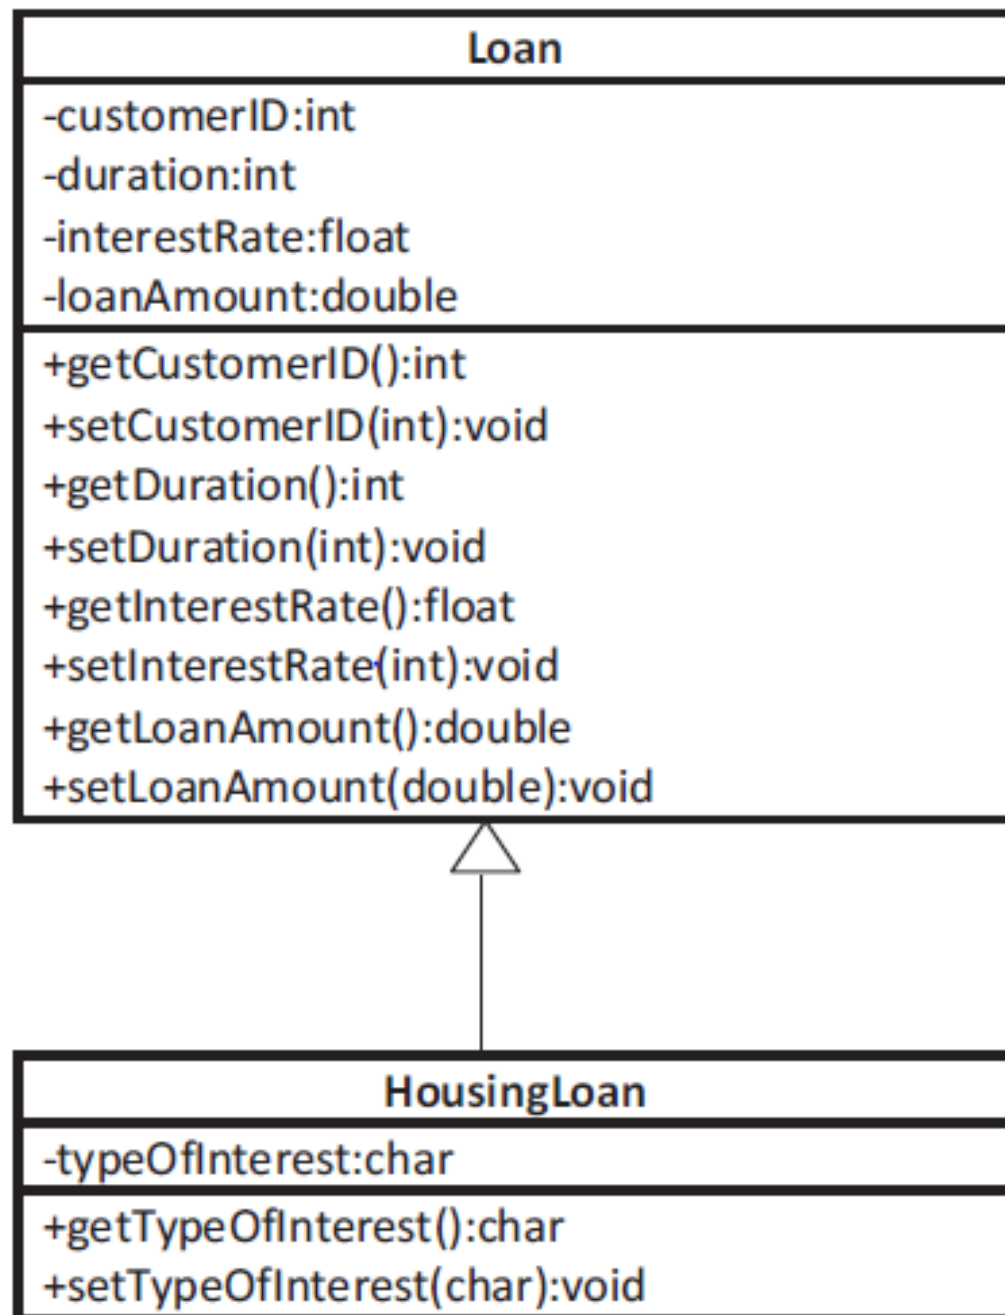 Loan
-customerID:int
-duration:int
-interestRate:float
-loanAmount:double
+getCustomerID():int
+setCustomerID(int):void
+getDuration():int
+setDuration(int):void
+getInterestRate():float
+setInterestRate(int):void
+getLoanAmount():double
+setLoanAmount(double):void
HousingLoan
-typeOfInterest:char
+getTypeOfInterest():char
+setTypeOfInterest(char):void